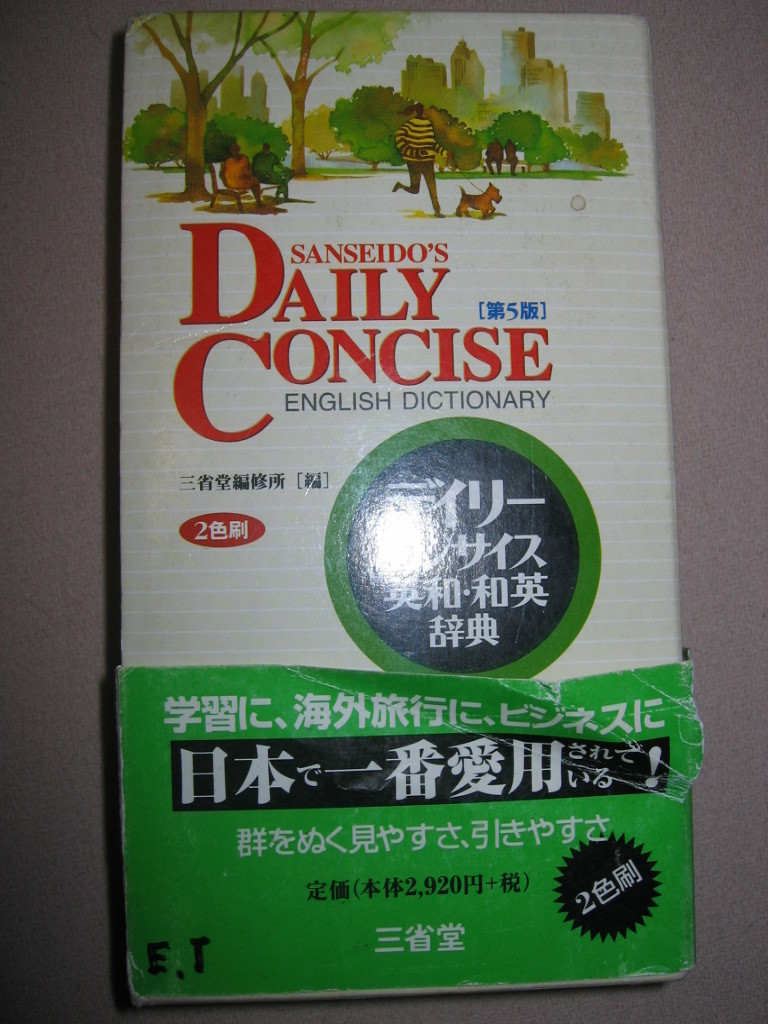 SANSEIDO'S
DAILY
[第5版]
CONCISE
ENGLISH DICTIONARY
三省堂編修所 [編]
2色刷
デイリー
コンサイス
英和・和英
辞典
学習に、海外旅行に、ビジネスに
日本で一番愛用されている!
群をぬく見やすさ、引きやすさ
定価(本体2,920円+税)
2色刷
三省堂
E.T